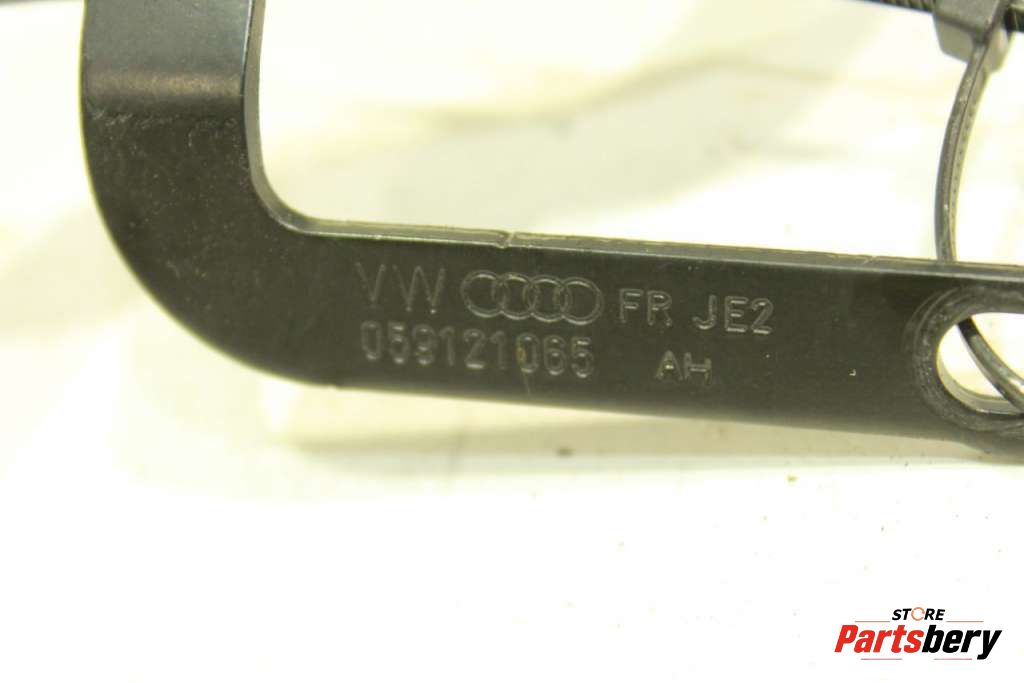 VW FR JE2
059121065 AH
STORE
Partsbery